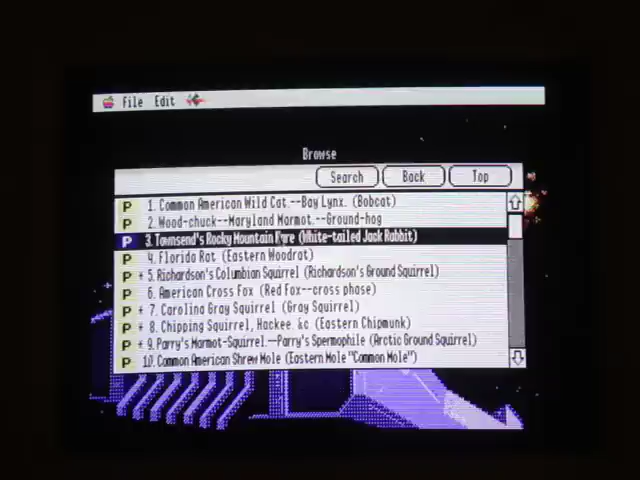 File Edit
Browse
Search Back Top
P 1. Common American Wild Cat.--Bay Lynx. (Bobcat)
P 2. Wood-chuck--Maryland Marmot.--Ground-hog
P 3. Townsend's Rocky Mountain (White-tailed Jack Rabbit)
P 4. Florida Rat (Eastern Woodrat)
P + 5. Richardson's Columbian Squirrel (Richardson's Ground Squirrel)
P 6. American Cross Fox (Red Fox--cross phase)
P + 7. Carolina Gray Squirrel (Gray Squirrel)
P + 8. Chipping Squirrel, Hackee, &c (Eastern Chipmunk)
P + 9. Parry's Marmot-Squirrel.--Parry's Spermophile (Arctic Ground Squirrel)
P 10. Common American Shrew Mole (Eastern Mole "Common Mole")